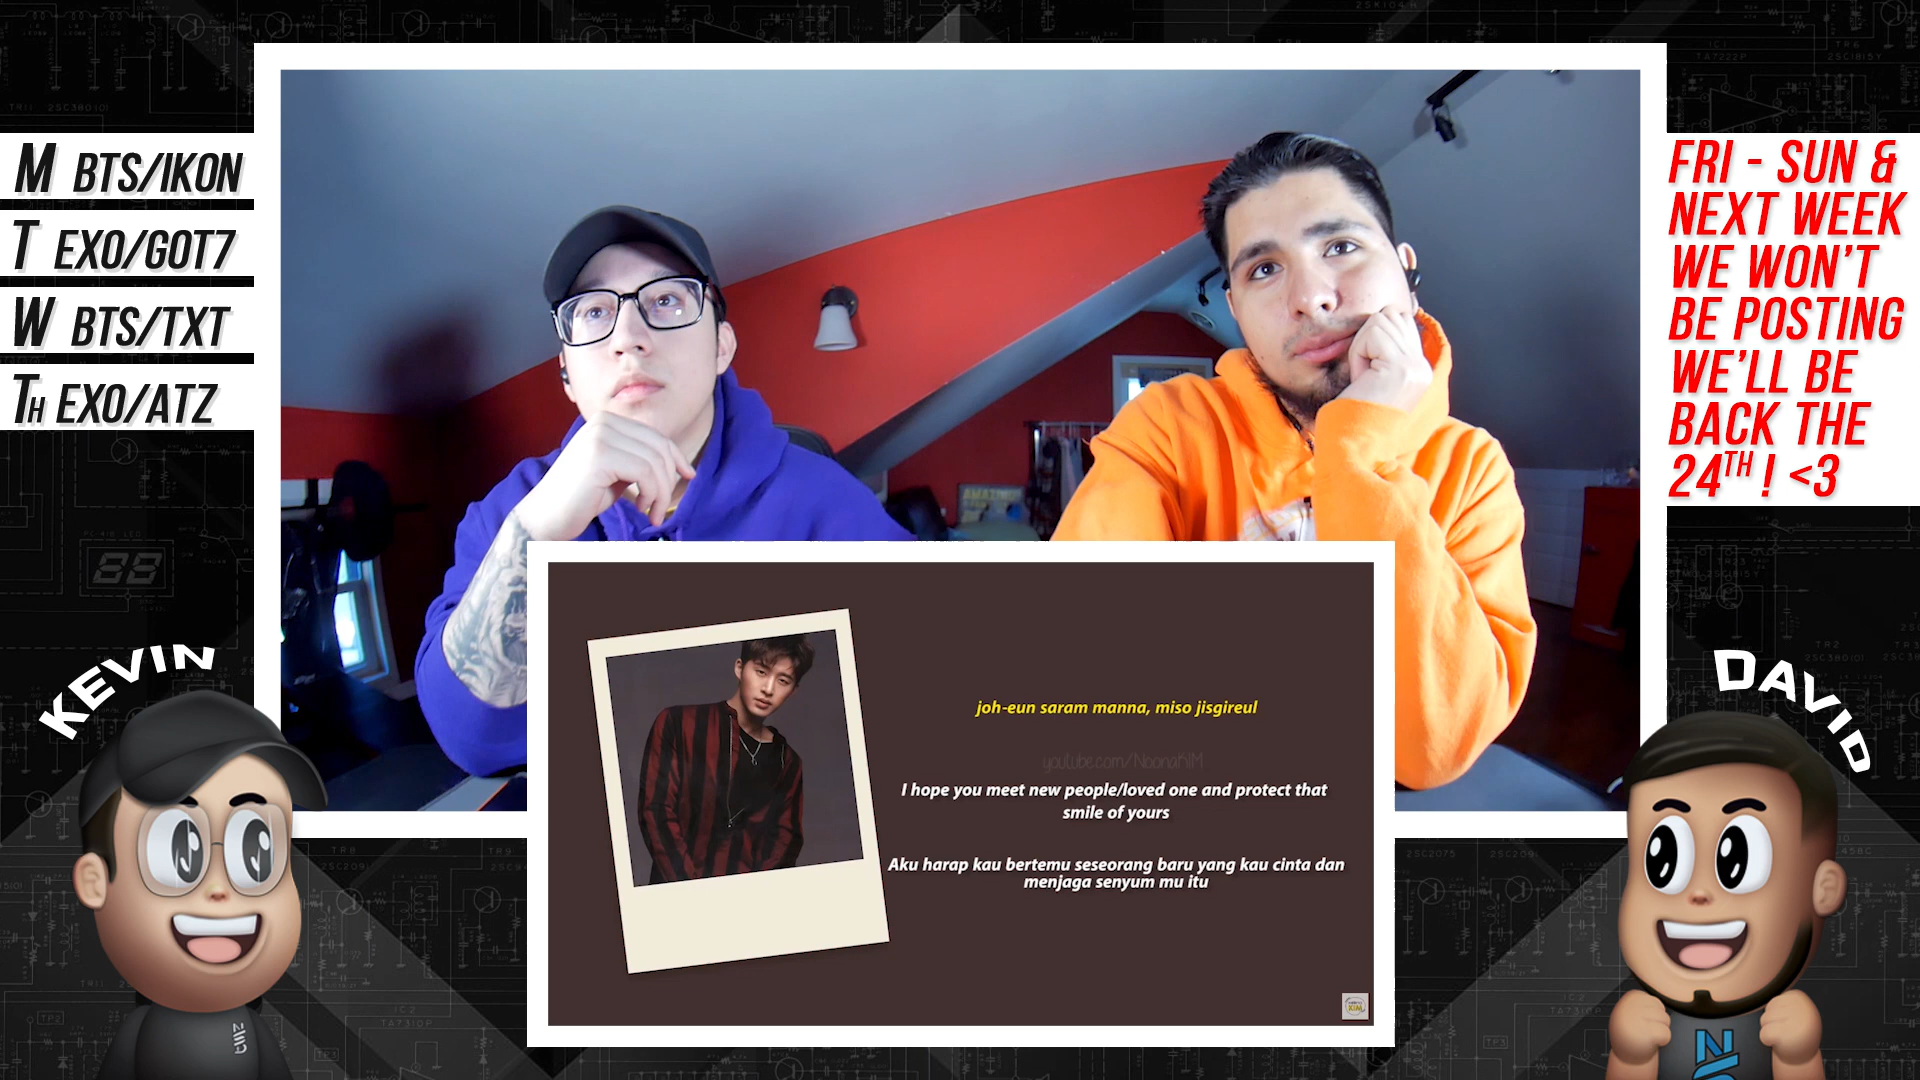 M BTS/IKON
T EXO/GOT7
W BTS/TXT
TH EXO/ATZ
FRI - SUN &
NEXT WEEK
WE WON'T
BE POSTING
WE'LL BE
BACK THE
24TH ! <3
KEVIN
DAVID
joh-eun saram manna, miso jisgireul
youtube.com/NoonaKIM
I hope you meet new people/loved one and protect that
smile of yours
Aku harap kau bertemu seseorang baru yang kau cinta dan
menjaga senyum mu itu